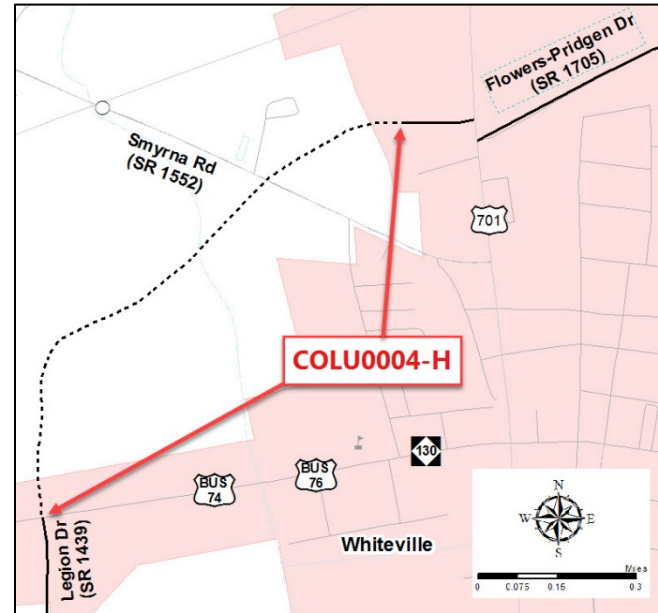 Flowers-Pridgen Dr
(SR 1705)
Smyrna Rd
(SR 1552)
701
COLU0004-H
130
BUS
76
BUS
74
Legion Dr
(SR 1439)
Whiteville
N
W
E
S
Miles
0
0.075
0.15
0.3